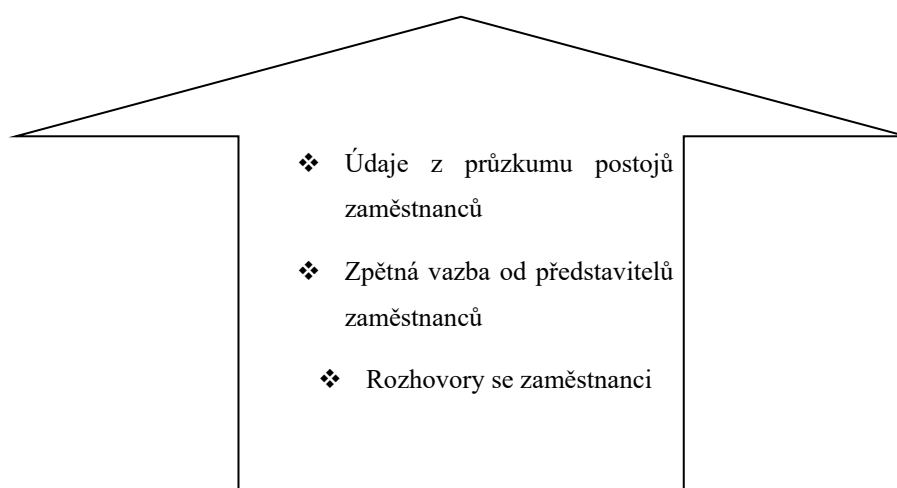 ❖ Údaje z průzkumu postojů
zaměstnanců
❖ Zpětná vazba od představitelů
zaměstnanců
❖ Rozhovory se zaměstnanci